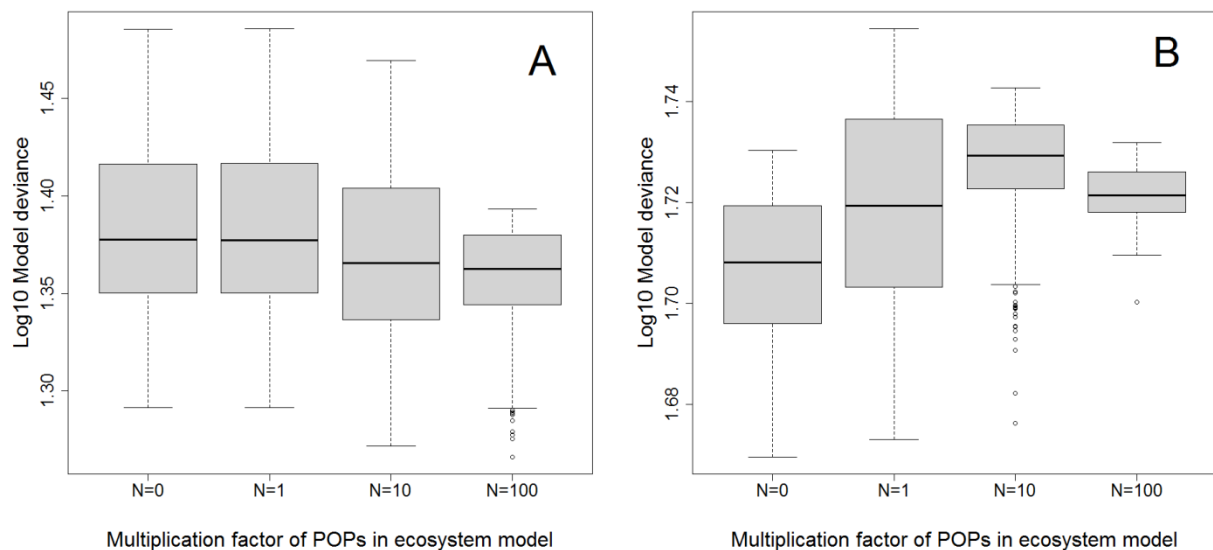 A
Log10 Model deviance
1.45
1.40
1.35
1.30
N=0 N=1 N=10 N=100
Multiplication factor of POPs in ecosystem model
B
Log10 Model deviance
1.74
1.72
1.70
1.68
N=0 N=1 N=10 N=100
Multiplication factor of POPs in ecosystem model